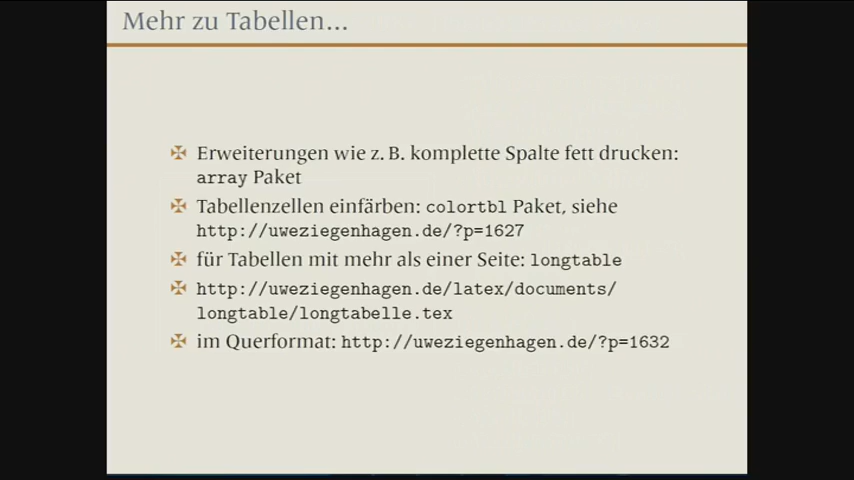 Mehr zu Tabellen...
Erweiterungen wie z. B. komplette Spalte fett drucken:
array Paket
Tabellenzellen einfärben: colortbl Paket, siehe
http://uweziegenhagen.de/?p=1627
für Tabellen mit mehr als einer Seite: longtable
http://uweziegenhagen.de/latex/documents/
longtable/longtabelle.tex
im Querformat: http://uweziegenhagen.de/?p=1632